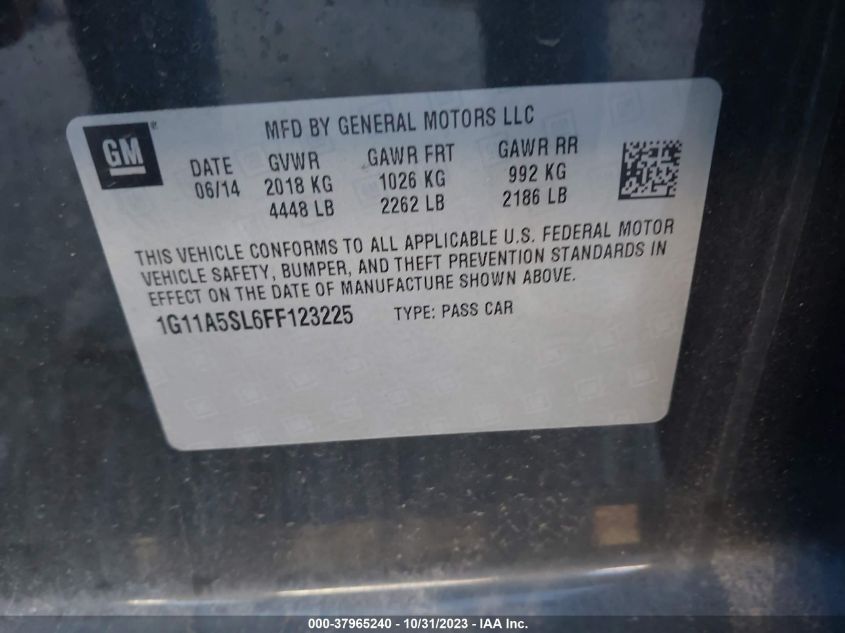 GM
®
MFD BY GENERAL MOTORS LLC
DATE GVWR GAWR FRT GAWR RR
06/14 2018 KG 1026 KG 992 KG
4448 LB 2262 LB 2186 LB
THIS VEHICLE CONFORMS TO ALL APPLICABLE U.S. FEDERAL MOTOR
VEHICLE SAFETY, BUMPER, AND THEFT PREVENTION STANDARDS IN
EFFECT ON THE DATE OF MANUFACTURE SHOWN ABOVE.
1G11A5SL6FF123225 TYPE: PASS CAR
000-37965240 - 10/31/2023 - IAA Inc.